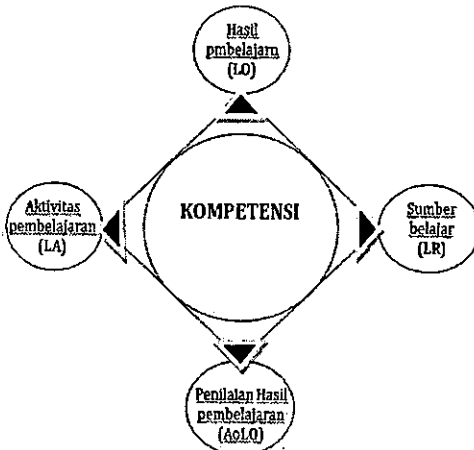 Hasil
pmbelajarn
(LO)
Aktivitas
pembelajaran
(LA)
KOMPETENSI
Sumber
belajar
(LR)
Penilaian Hasil
pembelajaran
(AoLO)